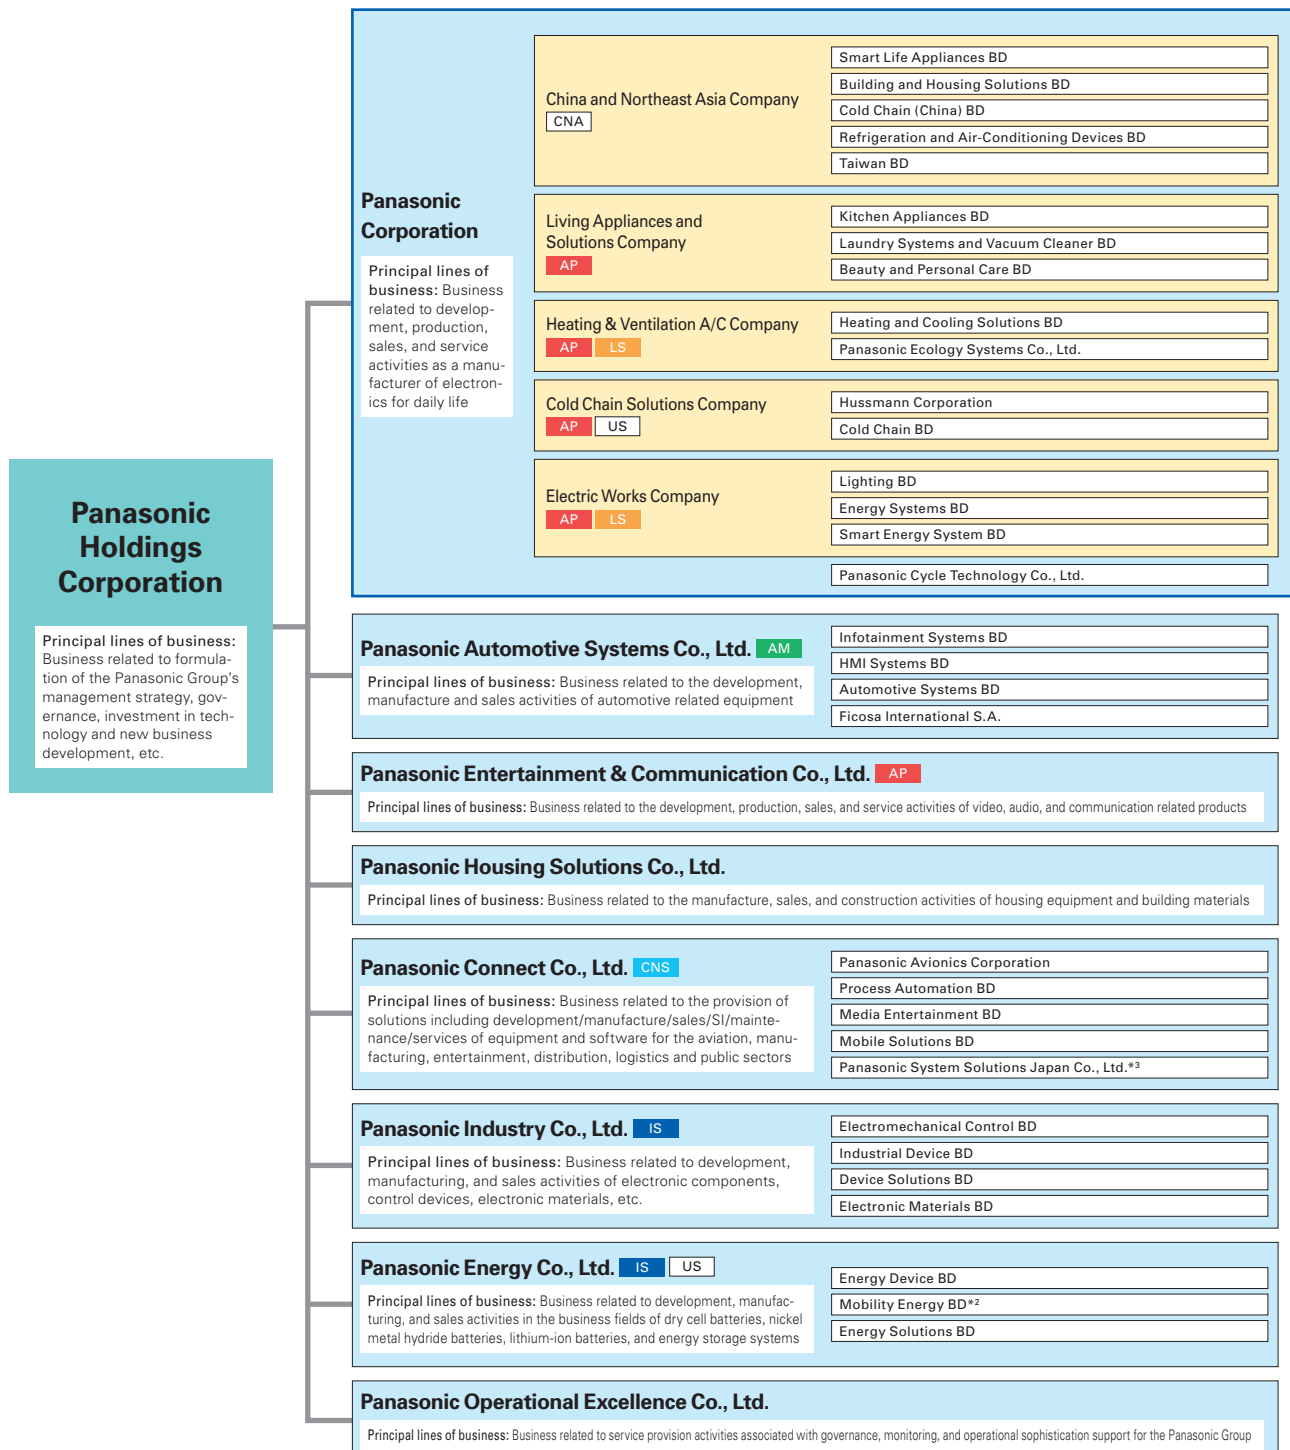 Panasonic
Holdings
Corporation
Principal lines of business:
Business related to formula-
tion of the Panasonic Group's
management strategy, gov-
ernance, investment in tech-
nology and new business
development, etc.
Panasonic
Corporation
Principal lines of
business: Business
related to develop-
ment, production,
sales, and service
activities as a manu-
facturer of electron-
ics for daily life
China and Northeast Asia Company
CNA
Smart Life Appliances BD
Building and Housing Solutions BD
Cold Chain (China) BD
Refrigeration and Air-Conditioning Devices BD
Taiwan BD
Living Appliances and
Solutions Company
AP
Kitchen Appliances BD
Laundry Systems and Vacuum Cleaner BD
Beauty and Personal Care BD
Heating & Ventilation A/C Company
AP LS
Heating and Cooling Solutions BD
Panasonic Ecology Systems Co., Ltd.
Cold Chain Solutions Company
AP US
Hussmann Corporation
Cold Chain BD
Electric Works Company
AP LS
Lighting BD
Energy Systems BD
Smart Energy System BD
Panasonic Cycle Technology Co., Ltd.
Panasonic Automotive Systems Co., Ltd. AM
Principal lines of business: Business related to the development,
manufacture and sales activities of automotive related equipment
Infotainment Systems BD
HMI Systems BD
Automotive Systems BD
Ficosa International S.A.
Panasonic Entertainment & Communication Co., Ltd. AP
Principal lines of business: Business related to the development, production, sales, and service activities of video, audio, and communication related products
Panasonic Housing Solutions Co., Ltd.
Principal lines of business: Business related to the manufacture, sales, and construction activities of housing equipment and building materials
Panasonic Connect Co., Ltd. CNS
Principal lines of business: Business related to the provision of
solutions including development/manufacture/sales/SI/mainte-
nance/services of equipment and software for the aviation, manu-
facturing, entertainment, distribution, logistics and public sectors
Panasonic Avionics Corporation
Process Automation BD
Media Entertainment BD
Mobile Solutions BD
Panasonic System Solutions Japan Co., Ltd.*3
Panasonic Industry Co., Ltd. IS
Principal lines of business: Business related to development,
manufacturing, and sales activities of electronic components,
control devices, electronic materials, etc.
Electromechanical Control BD
Industrial Device BD
Device Solutions BD
Electronic Materials BD
Panasonic Energy Co., Ltd. IS US
Principal lines of business: Business related to development, manufac-
turing, and sales activities in the business fields of dry cell batteries, nickel
metal hydride batteries, lithium-ion batteries, and energy storage systems
Energy Device BD
Mobility Energy BD*2
Energy Solutions BD
Panasonic Operational Excellence Co., Ltd.
Principal lines of business: Business related to service provision activities associated with governance, monitoring, and operational sophistication support for the Panasonic Group